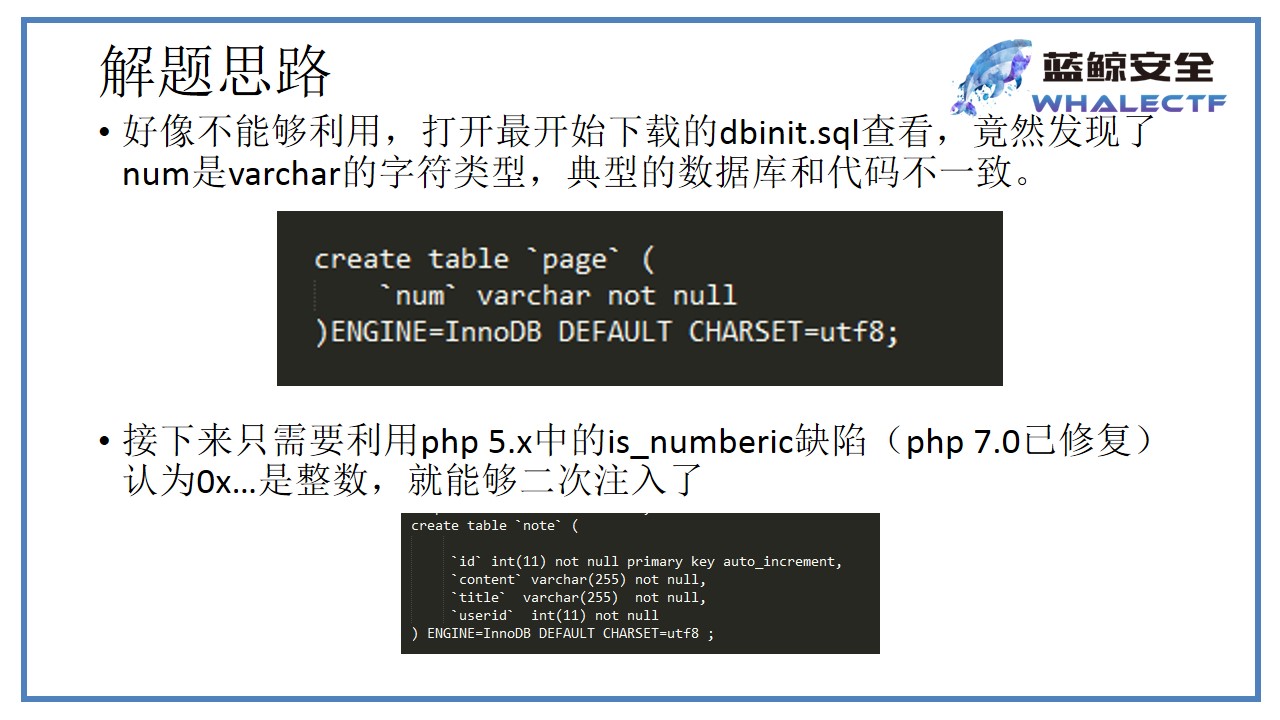 解题思路
蓝鲸安全
WHALECTF
• 好像不能够利用，打开最开始下载的dbinit.sql查看，竟然发现了
num是varchar的字符类型，典型的数据库和代码不一致。
create table `page` (
`num` varchar not null
)ENGINE=InnoDB DEFAULT CHARSET=utf8;
• 接下来只需要利用php 5.x中的is_numberic缺陷（php 7.0已修复）
认为0x…是整数，就能够二次注入了
create table `note` (
`id` int(11) not null primary key auto_increment,
`content` varchar(255) not null,
`title`  varchar(255)  not null,
`userid`  int(11) not null
) ENGINE=InnoDB DEFAULT CHARSET=utf8 ;